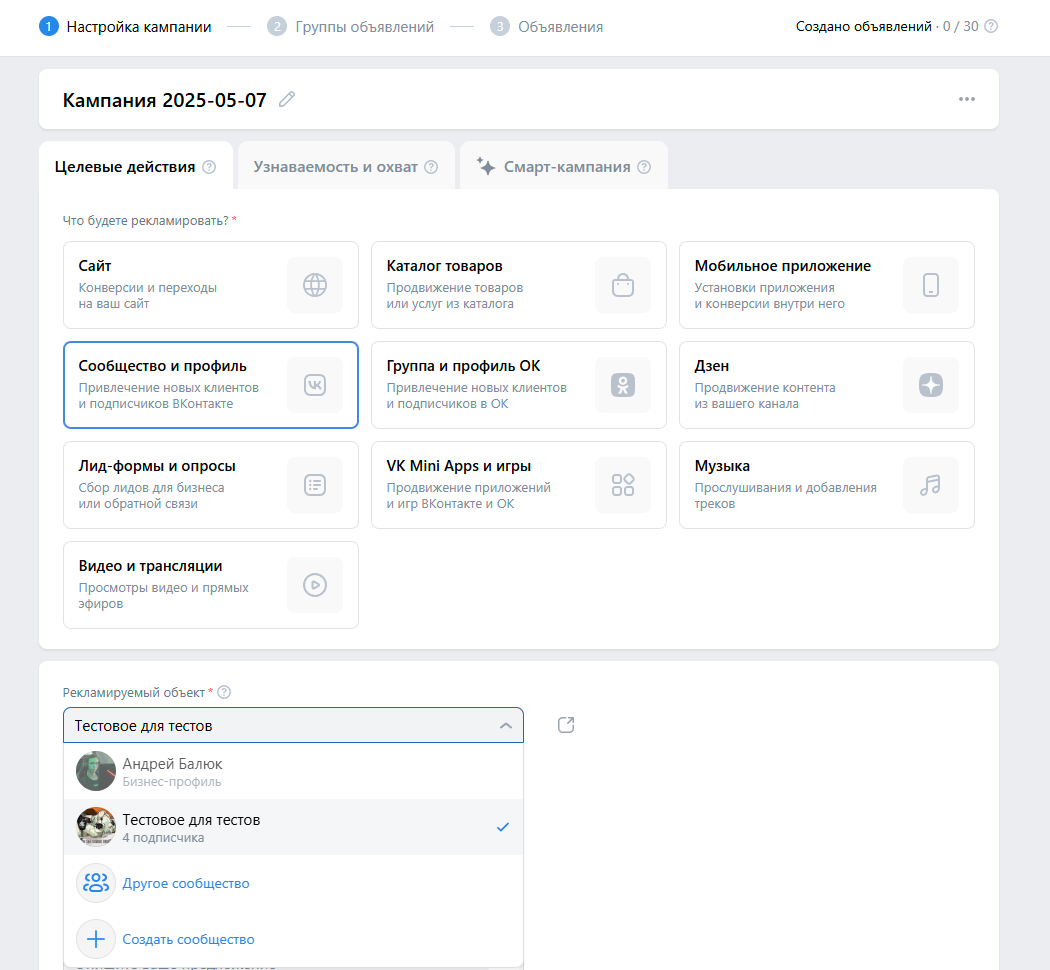 1 Настройка кампании 2 Группы объявлений 3 Объявления Создано объявлений · 0 / 30
Кампания 2025-05-07
Целевые действия Узнаваемость и охват Смарт-кампания
Что будете рекламировать? *
Сайт
Конверсии и переходы
на ваш сайт
Каталог товаров
Продвижение товаров
или услуг из каталога
Мобильное приложение
Установки приложения
и конверсии внутри него
Сообщество и профиль
Привлечение новых клиентов
и подписчиков ВКонтакте
Группа и профиль ОК
Привлечение новых клиентов
и подписчиков в ОК
Дзен
Продвижение контента
из вашего канала
Лид-формы и опросы
Сбор лидов для бизнеса
или обратной связи
VK Mini Apps и игры
Продвижение приложений
и игр ВКонтакте и ОК
Музыка
Прослушивания и добавления
треков
Видео и трансляции
Просмотры видео и прямых
эфиров
Рекламируемый объект *
Тестовое для тестов
Андрей Балюк
Бизнес-профиль
Тестовое для тестов
4 подписчика
Другое сообщество
Создать сообщество